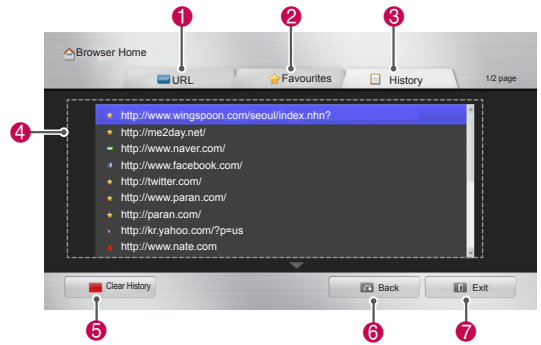 1 2 3
Browser Home
URL Favourites History 1/2 page
4
http://www.wingspoon.com/seoul/index.nhn?
http://me2day.net/
http://www.naver.com/
http://www.facebook.com/
http://twitter.com/
http://www.paran.com/
http://paran.com/
http://kr.yahoo.com/?p=us
http://www.nate.com
Clear History Back Exit
5 6 7